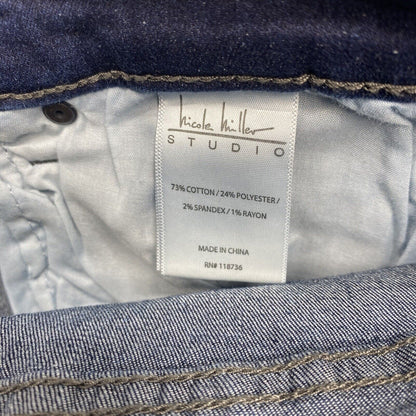 nicole miller
STUDIO
73% COTTON / 24% POLYESTER /
2% SPANDEX / 1% RAYON
MADE IN CHINA
RN# 118736